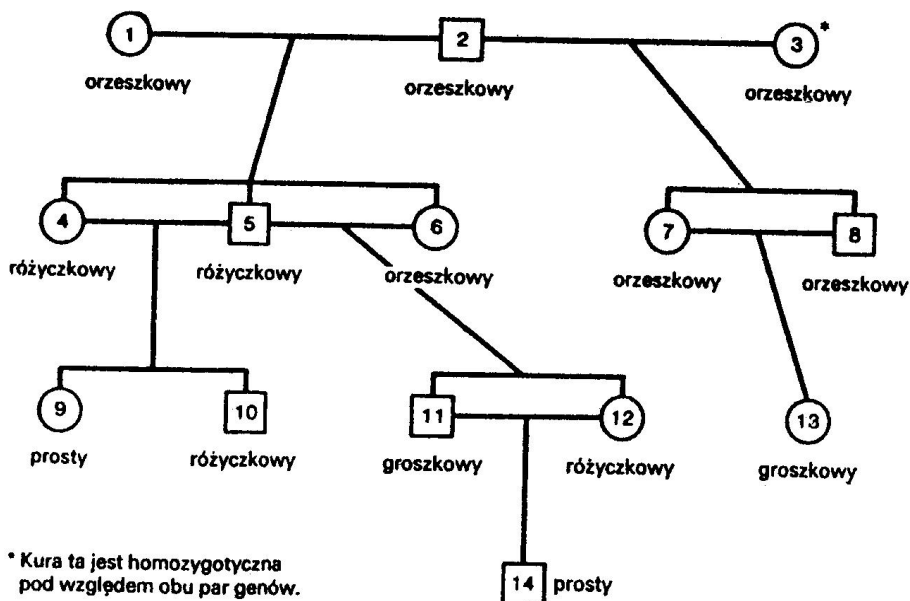 1 2 3 *
orzeszkowy orzeszkowy orzeszkowy
4 5 6 7 8
różyczkowy różyczkowy orzeszkowy orzeszkowy orzeszkowy
9 10 11 12 13
prosty różyczkowy groszkowy różyczkowy groszkowy
* Kura ta jest homozygotyczna
pod względem obu par genów.
14 prosty